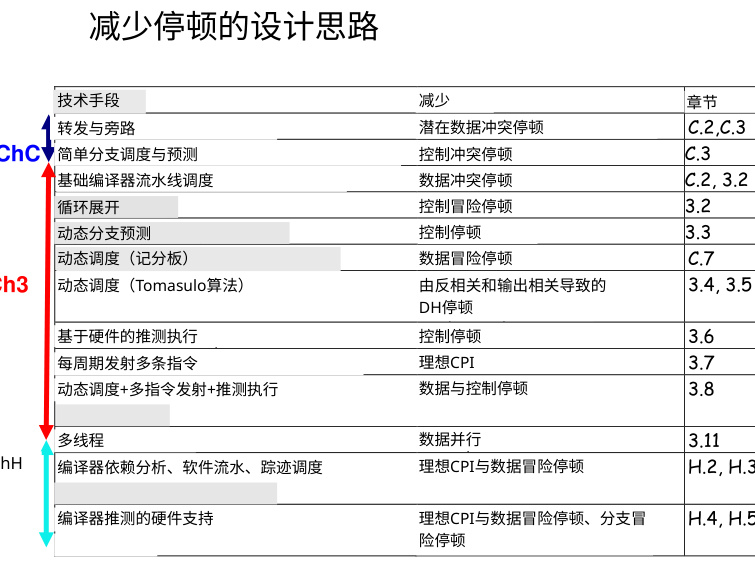 减少停顿的设计思路
技术手段 减少 章节
转发与旁路 潜在数据冲突停顿 C.2,C.3
ChC
简单分支调度与预测 控制冲突停顿 C.3
基础编译器流水线调度 数据冲突停顿 C.2, 3.2
循环展开 控制冒险停顿 3.2
动态分支预测 控制停顿 3.3
动态调度（记分板） 数据冒险停顿 C.7
Ch3
动态调度（Tomasulo算法） 由反相关和输出相关导致的 3.4, 3.5
DH停顿
基于硬件的推测执行 控制停顿 3.6
每周期发射多条指令 理想CPI 3.7
动态调度+多指令发射+推测执行 数据与控制停顿 3.8
多线程 数据并行 3.11
hH
编译器依赖分析、软件流水、踪迹调度 理想CPI与数据冒险停顿 H.2, H.3
编译器推测的硬件支持 理想CPI与数据冒险停顿、分支冒 H.4, H.5
险停顿